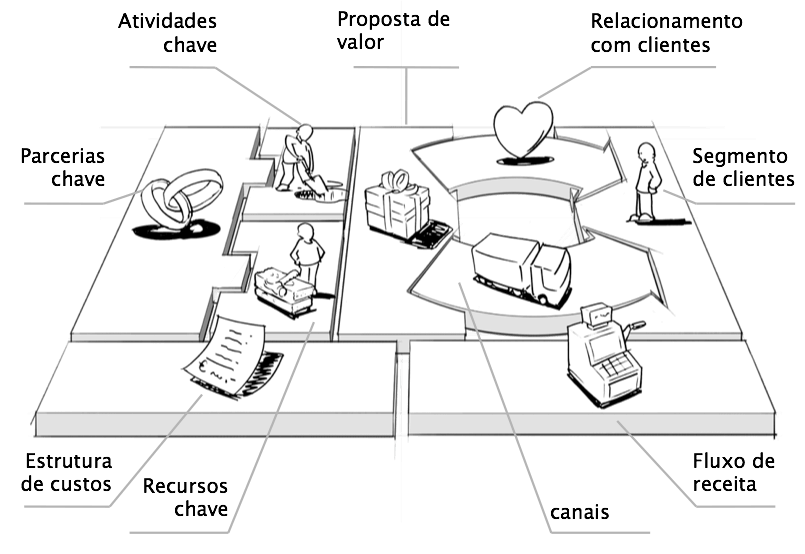 Atividades
chave
Proposta de
valor
Relacionamento
com clientes
Parcerias
chave
Segmento
de clientes
Estrutura
de custos
Recursos
chave
canais
Fluxo de
receita